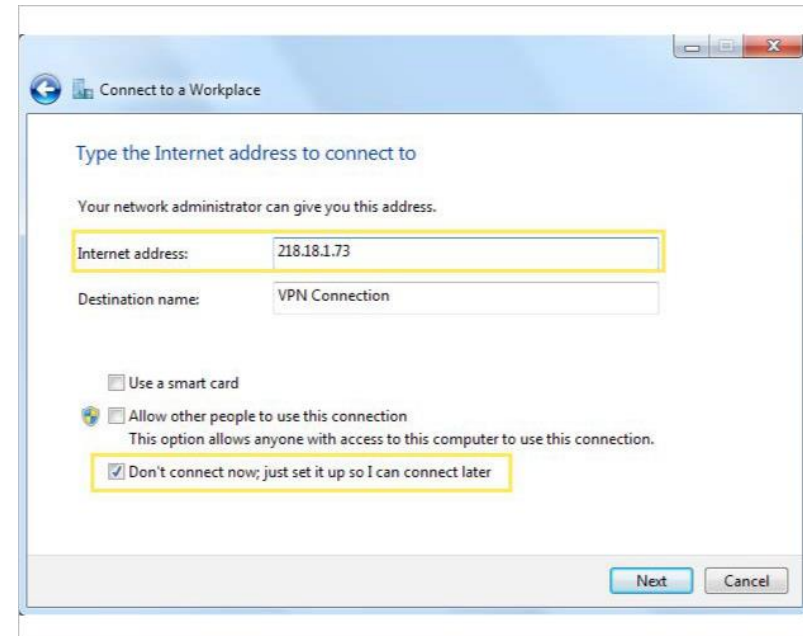 Connect to a Workplace
Type the Internet address to connect to
Your network administrator can give you this address.
Internet address: 218.18.1.73
Destination name: VPN Connection
Use a smart card
Allow other people to use this connection
This option allows anyone with access to this computer to use this connection.
Don't connect now; just set it up so I can connect later
Next Cancel